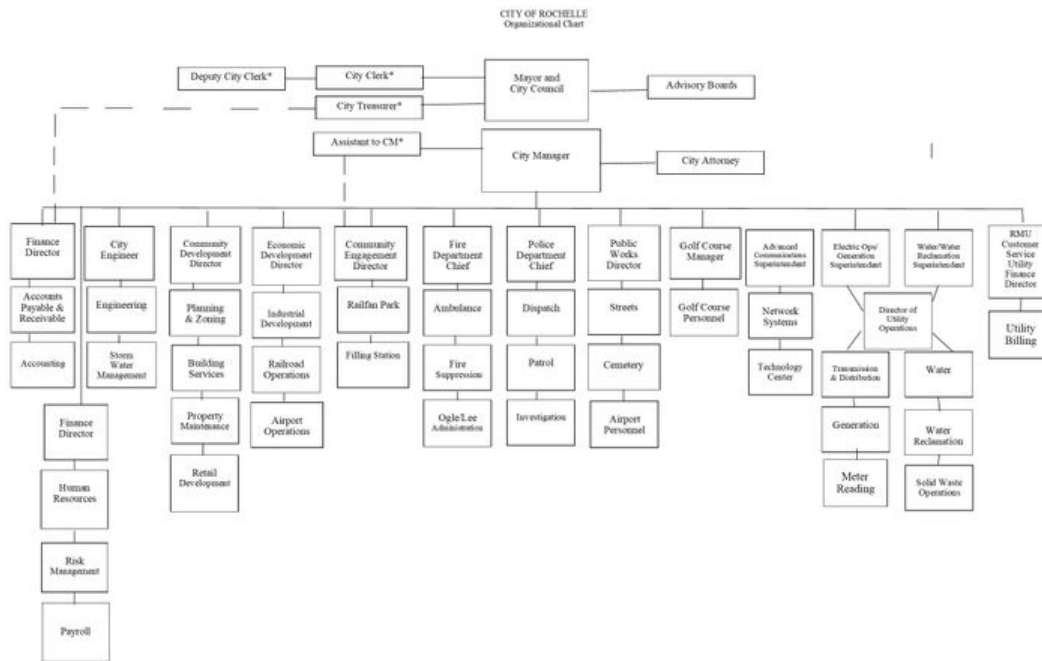 CITY OF ROCHELLE
Organizational Chart
Deputy City Clerk*
City Clerk*
Mayor and
City Council
Advisory Boards
City Treasurer*
Assistant to CM*
City Manager
City Attorney
Finance
Director
City
Engineer
Community
Development
Director
Economic
Development
Director
Community
Engagement
Director
Fire
Department
Chief
Police
Department
Chief
Public
Works
Director
Golf Course
Manager
Advanced
Communications
Superintendent
Electric Ops/
Generation
Superintendent
Water/Water
Reclamation
Superintendent
RMU
Customer
Service
Utility
Finance
Director
Accounts
Payable &
Receivable
Engineering
Planning
& Zoning
Industrial
Development
Railfan Park
Ambulance
Dispatch
Streets
Golf Course
Personnel
Network
Systems
Director of
Utility
Operations
Utility
Billing
Accounting
Storm
Water
Management
Building
Services
Railroad
Operations
Filling Station
Fire
Suppression
Patrol
Cemetery
Technology
Center
Transmission
& Distribution
Water
Finance
Director
Property
Maintenance
Airport
Operations
Ogle/Lee
Administration
Investigation
Airport
Personnel
Generation
Water
Reclamation
Human
Resources
Retail
Development
Meter
Reading
Solid Waste
Operations
Risk
Management
Payroll